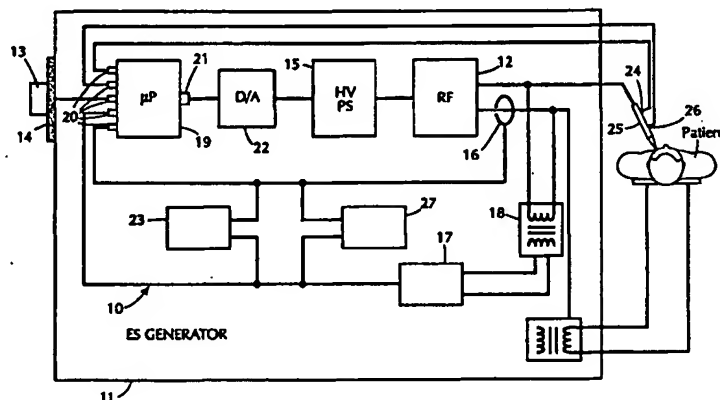 13
14
20
21
µP
19
D/A
22
15
HV
PS
RF
12
16
24
25
26
Patient
23
27
18
17
10
ES GENERATOR
11